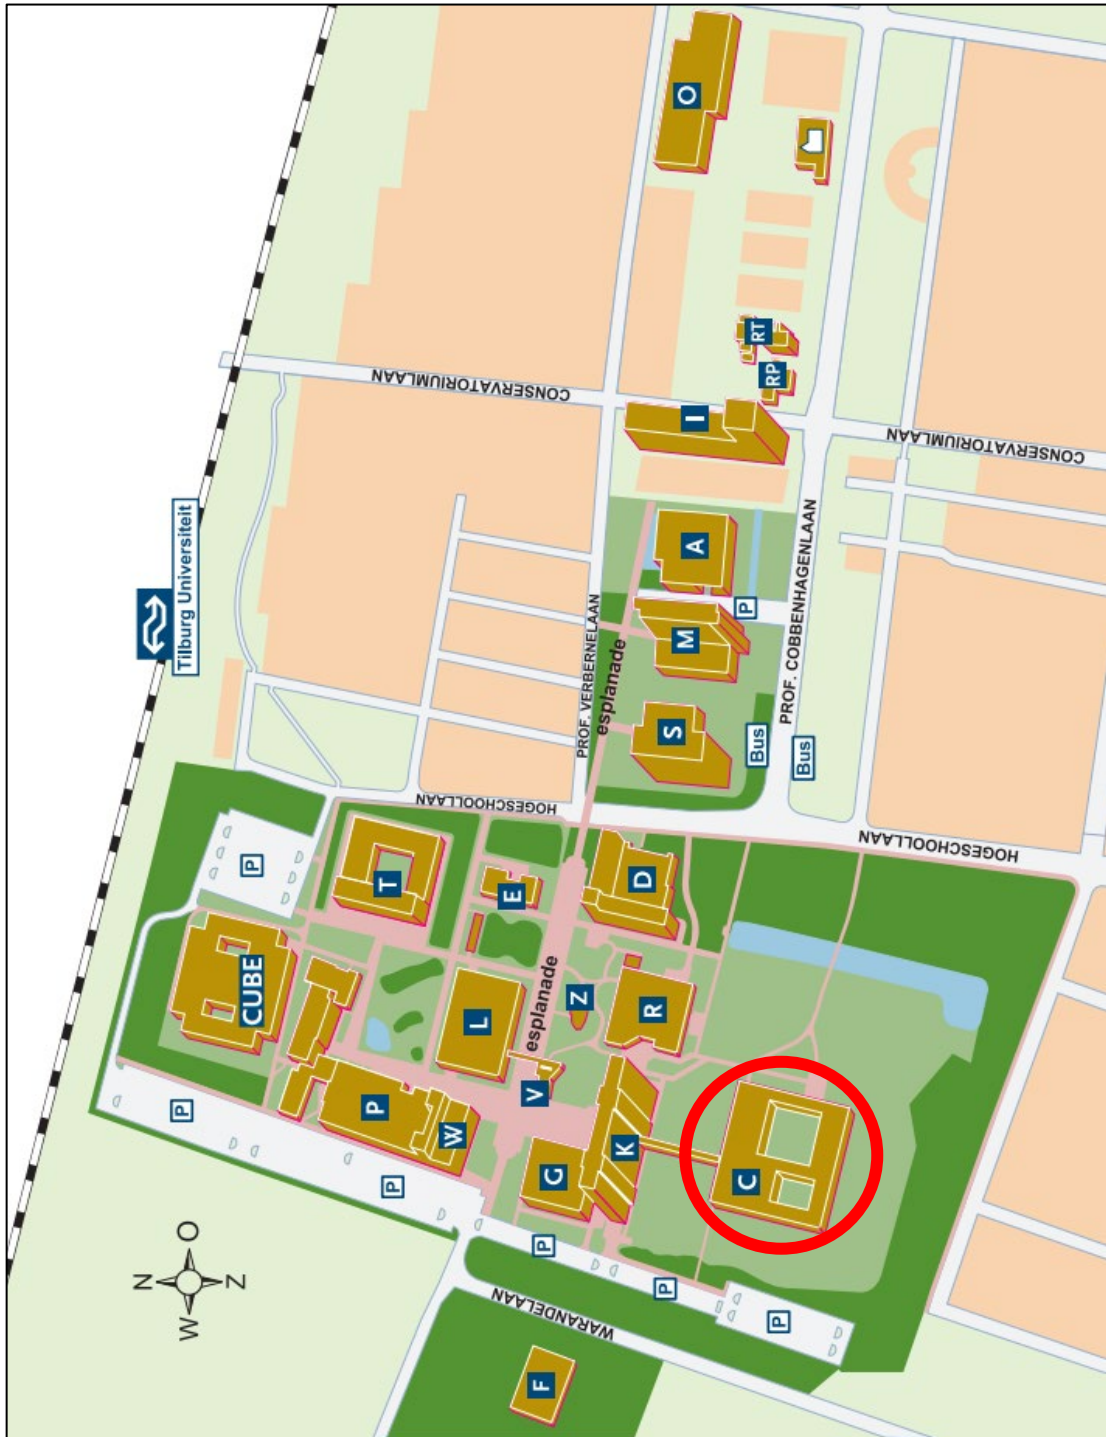 Tilburg Universiteit
O
CONSERVATORIUMLAAN
RT
RP
I
CONSERVATORIUMLAAN
PROF. VERBERNELAAN
esplanade
A
P
M
S
Bus
Bus
PROF. COBBENHAGENLAAN
HOGESCHOOLLAAN
HOGESCHOOLLAAN
P
T
E
D
CUBE
L
esplanade
Z
R
V
P
P
W
P
G
K
C
P
P
P
WARANDELAAN
F
N
O
Z
W